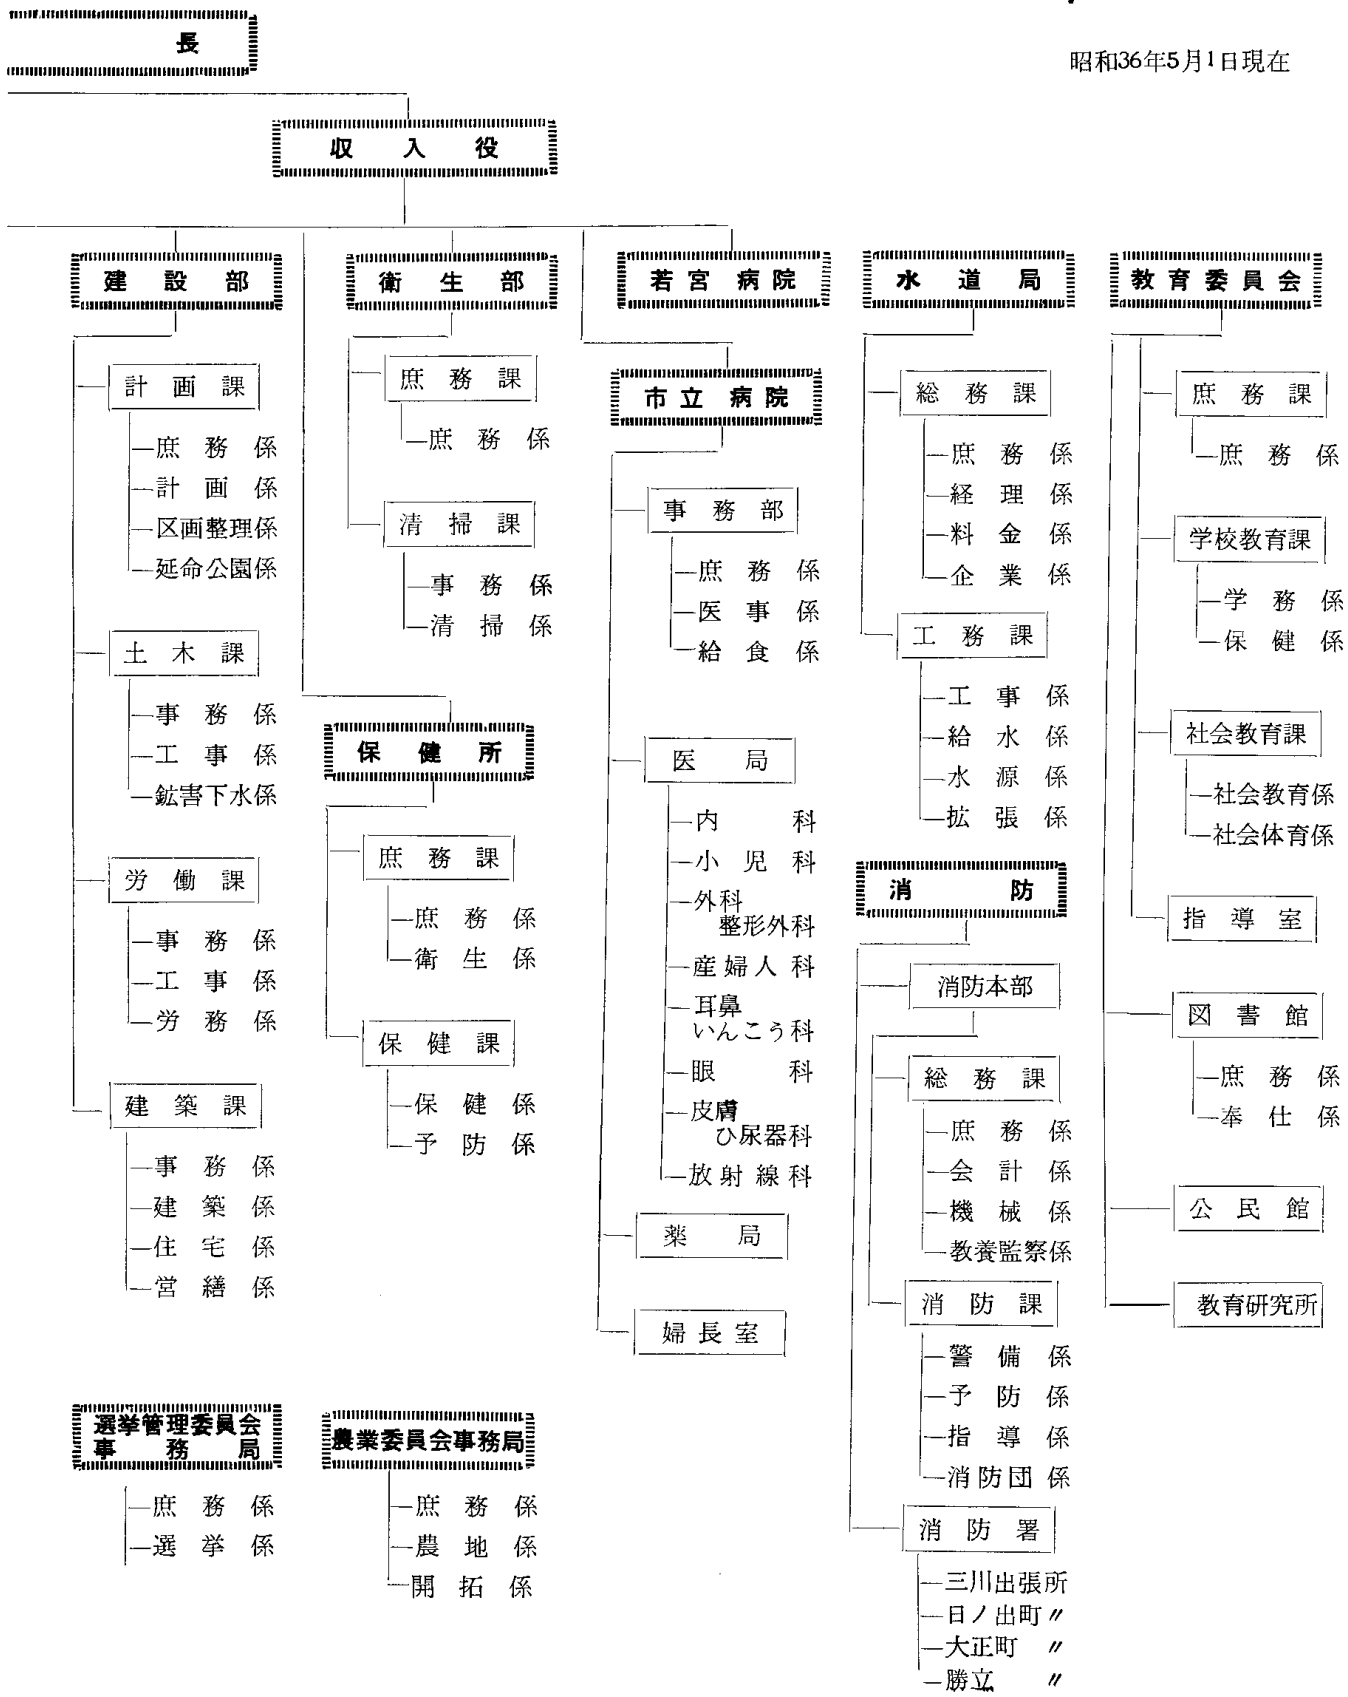 長
昭和36年5月1日現在
収入役
建設部
計画課
庶務係
計画係
区画整理係
延命公園係
土木課
事務係
工事係
鉱害下水係
労働課
事務係
工事係
労務係
建築課
事務係
建築係
住宅係
営繕係
衛生部
庶務課
庶務係
清掃課
事務係
清掃係
保健所
庶務課
庶務係
衛生係
保健課
保健係
予防係
若宮病院
市立病院
事務部
庶務係
医事係
給食係
医局
内科
小児科
外科
整形外科
産婦人科
耳鼻
いんこう科
眼科
皮膚
ひ尿器科
放射線科
薬局
婦長室
水道局
総務課
庶務係
経理係
料金係
企業係
工務課
工事係
給水係
水源係
拡張係
消防
消防本部
総務課
庶務係
会計係
機械係
教養監察係
消防課
警備係
予防係
指導係
消防団係
消防署
三川出張所
日ノ出町〃
大正町〃
勝立〃
教育委員会
庶務課
庶務係
学校教育課
学務係
保健係
社会教育課
社会教育係
社会体育係
指導室
図書館
庶務係
奉仕係
公民館
教育研究所
選挙管理委員会
事務局
庶務係
選挙係
農業委員会事務局
庶務係
農地係
開拓係